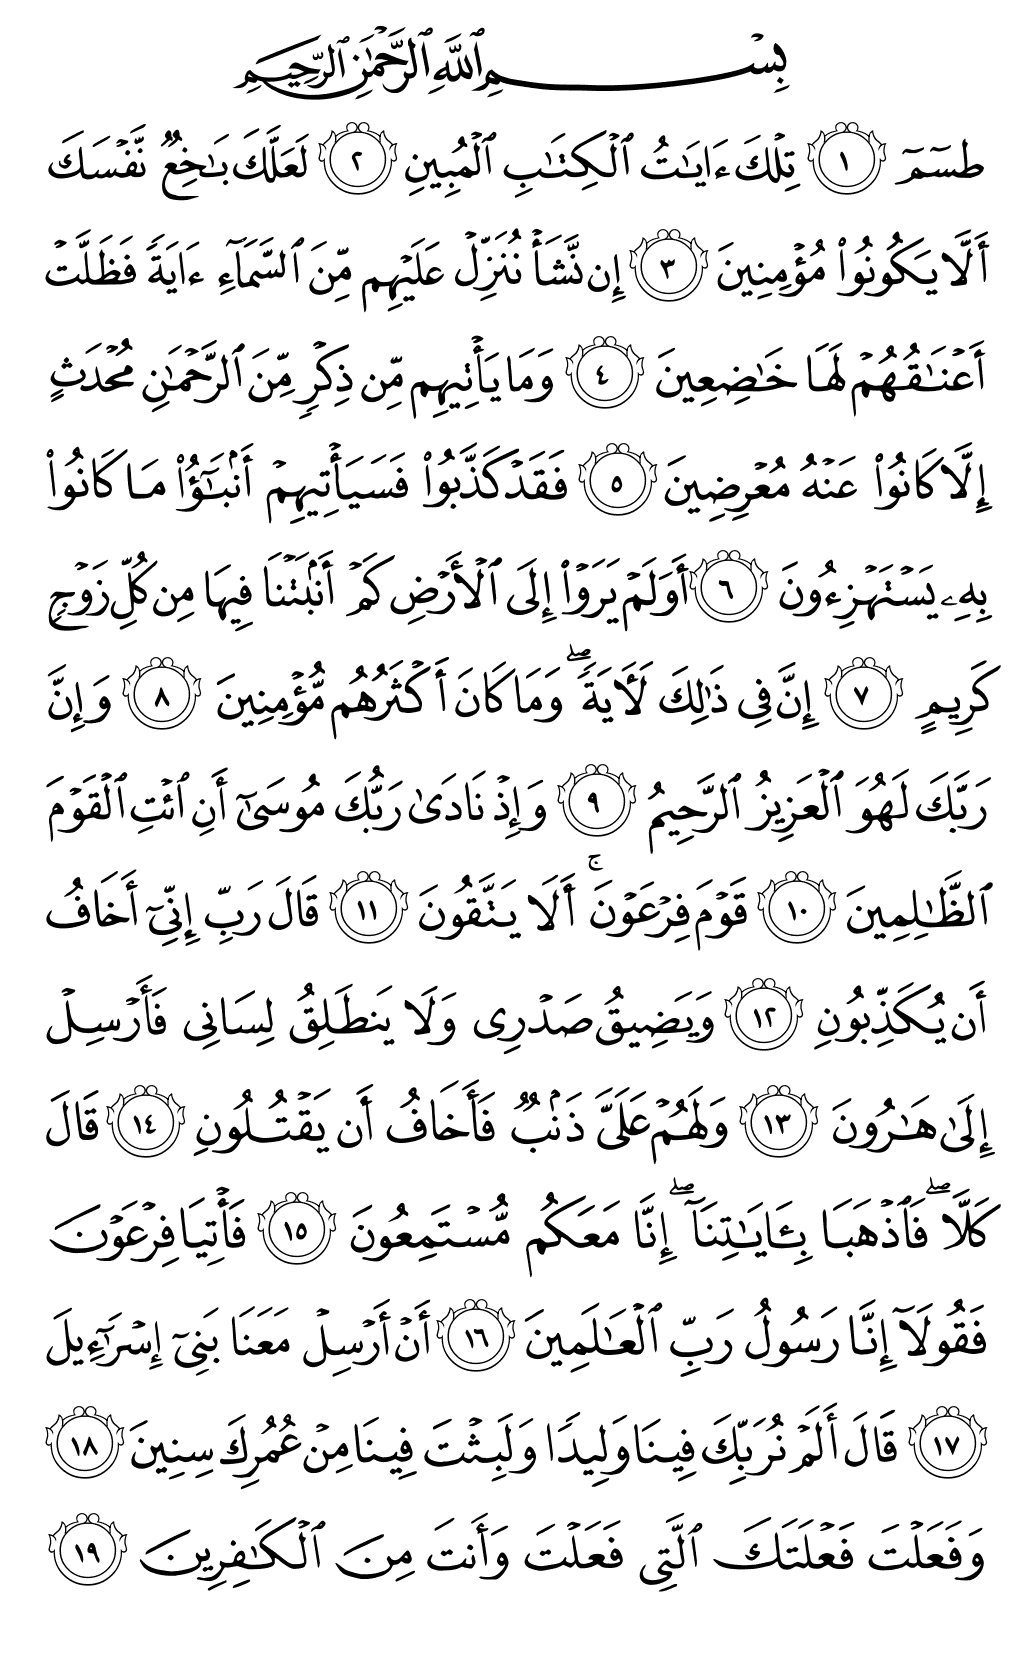 بِسْمِ ٱللَّهِ ٱلرَّحْمَـٰنِ ٱلرَّحِيمِ
طسٓمٓ ١ تِلْكَ ءَايَـٰتُ ٱلْكِتَـٰبِ ٱلْمُبِينِ ٢ لَعَلَّكَ بَـٰخِعٌ نَّفْسَكَ
أَلَّا يَكُونُوا۟ مُؤْمِنِينَ ٣ إِن نَّشَأْ نُنَزِّلْ عَلَيْهِم مِّنَ ٱلسَّمَآءِ ءَايَةً فَظَلَّتْ
أَعْنَـٰقُهُمْ لَهَا خَـٰضِعِينَ ٤ وَمَا يَأْتِيهِم مِّن ذِكْرٍ مِّنَ ٱلرَّحْمَـٰنِ مُحْدَثٍ
إِلَّا كَانُوا۟ عَنْهُ مُعْرِضِينَ ٥ فَقَدْ كَذَّبُوا۟ فَسَيَأْتِيهِمْ أَنۢبَـٰٓؤُا۟ مَا كَانُوا۟
بِهِۦ يَسْتَهْزِءُونَ ٦ أَوَلَمْ يَرَوْا۟ إِلَى ٱلْأَرْضِ كَمْ أَنۢبَتْنَا فِيهَا مِن كُلِّ زَوْجٍ
كَرِيمٍ ٧ إِنَّ فِى ذَٰلِكَ لَـَٔايَةً ۖ وَمَا كَانَ أَكْثَرُهُم مُّؤْمِنِينَ ٨ وَإِنَّ
رَبَّكَ لَهُوَ ٱلْعَزِيزُ ٱلرَّحِيمُ ٩ وَإِذْ نَادَىٰ رَبُّكَ مُوسَىٰٓ أَنِ ٱئْتِ ٱلْقَوْمَ
ٱلظَّـٰلِمِينَ ١٠ قَوْمَ فِرْعَوْنَ ۚ أَلَا يَتَّقُونَ ١١ قَالَ رَبِّ إِنِّىٓ أَخَافُ
أَن يُكَذِّبُونِ ١٢ وَيَضِيقُ صَدْرِى وَلَا يَنطَلِقُ لِسَانِى فَأَرْسِلْ
إِلَىٰ هَـٰرُونَ ١٣ وَلَهُمْ عَلَىَّ ذَنۢبٌ فَأَخَافُ أَن يَقْتُلُونِ ١٤ قَالَ
كَلَّا ۖ فَٱذْهَبَا بِـَٔايَـٰتِنَآ ۖ إِنَّا مَعَكُم مُّسْتَمِعُونَ ١٥ فَأْتِيَا فِرْعَوْنَ
فَقُولَآ إِنَّا رَسُولُ رَبِّ ٱلْعَـٰلَمِينَ ١٦ أَنْ أَرْسِلْ مَعَنَا بَنِىٓ إِسْرَٰٓءِيلَ
١٧ قَالَ أَلَمْ نُرَبِّكَ فِينَا وَلِيدًا وَلَبِثْتَ فِينَا مِنْ عُمُرِكَ سِنِينَ ١٨
وَفَعَلْتَ فَعْلَتَكَ ٱلَّتِى فَعَلْتَ وَأَنتَ مِنَ ٱلْكَـٰفِرِينَ ١٩